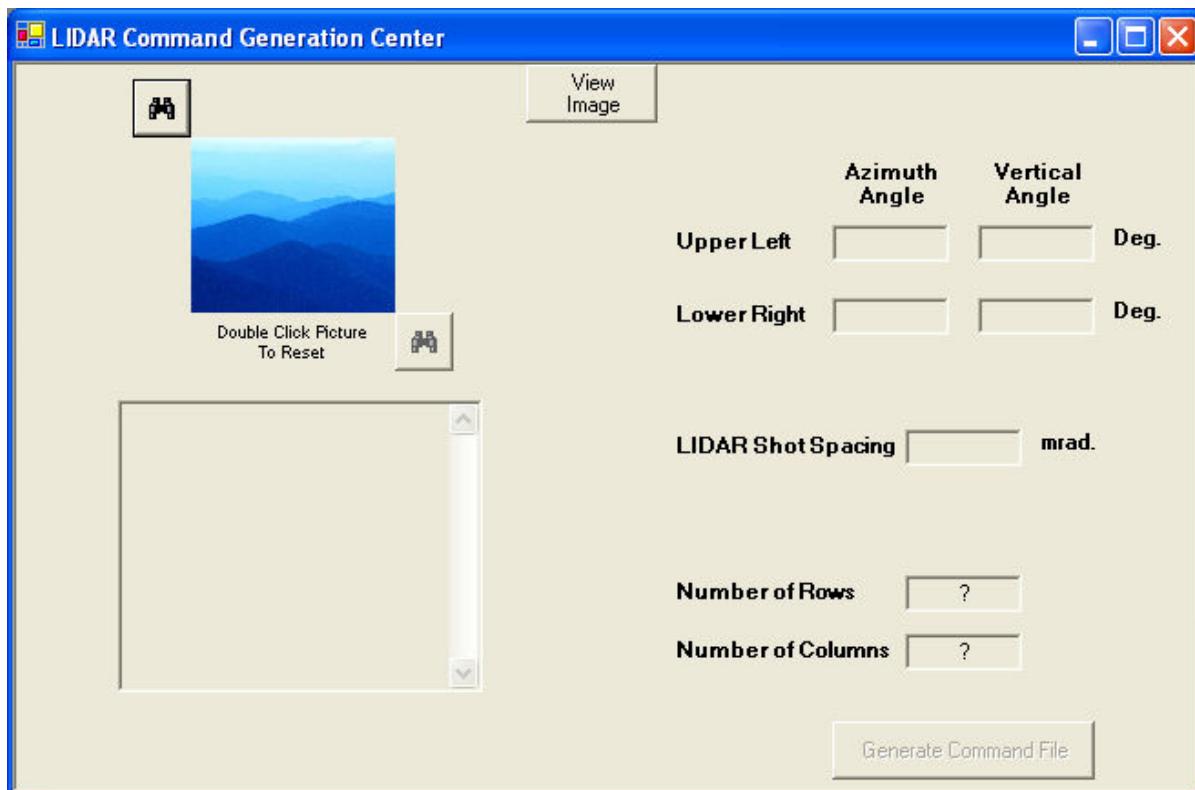 LIDAR Command Generation Center
View
Image
Azimuth
Angle
Vertical
Angle
Upper Left
Deg.
Lower Right
Deg.
Double Click Picture
To Reset
LIDAR Shot Spacing
mrad.
Number of Rows
?
Number of Columns
?
Generate Command File